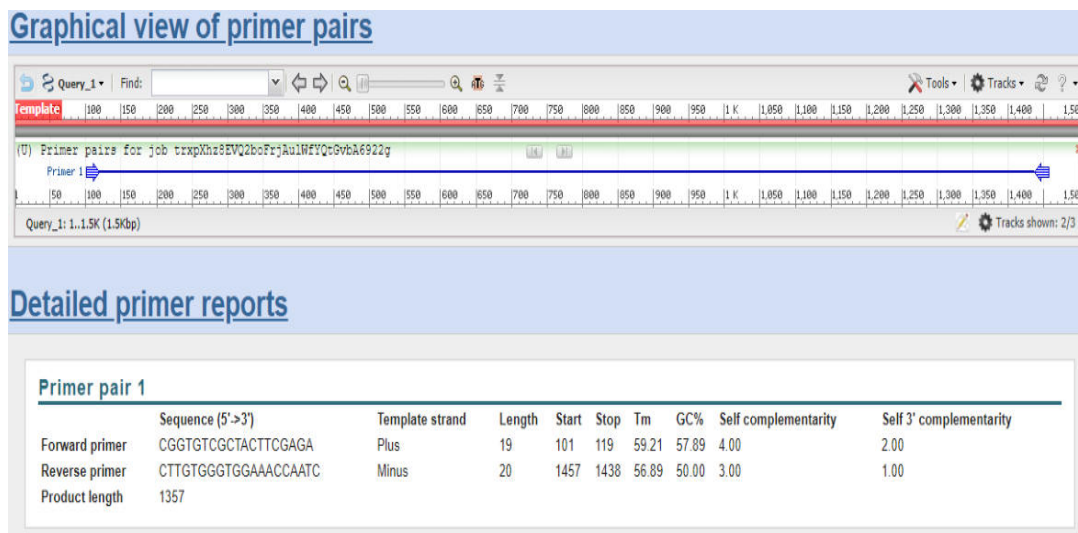 Graphical view of primer pairs
Query_1 Find: Tools Tracks ?
Template 100 150 200 250 300 350 400 450 500 550 600 650 700 750 800 850 900 950 1 K 1,050 1,100 1,150 1,200 1,250 1,300 1,350 1,400
(U) Primer pairs for job
Primer 1
50 100 150 200 250 300 350 400 450 500 550 600 650 700 750 800 850 900 950 1 K 1,050 1,100 1,150 1,200 1,250 1,300 1,350 1,400
Query_1: 1..1.5K (1.5Kbp) Tracks shown: 2/3
Detailed primer reports
Primer pair 1
Sequence (5'->3') Template strand Length Start Stop Tm GC% Self complementarity Self 3' complementarity
Forward primer CGGTGTCGCTACTTCGAGA Plus 19 101 119 59.21 57.89 4.00 2.00
Reverse primer CTTGTGGGTGGAAACCAATC Minus 20 1457 1438 56.89 50.00 3.00 1.00
Product length 1357